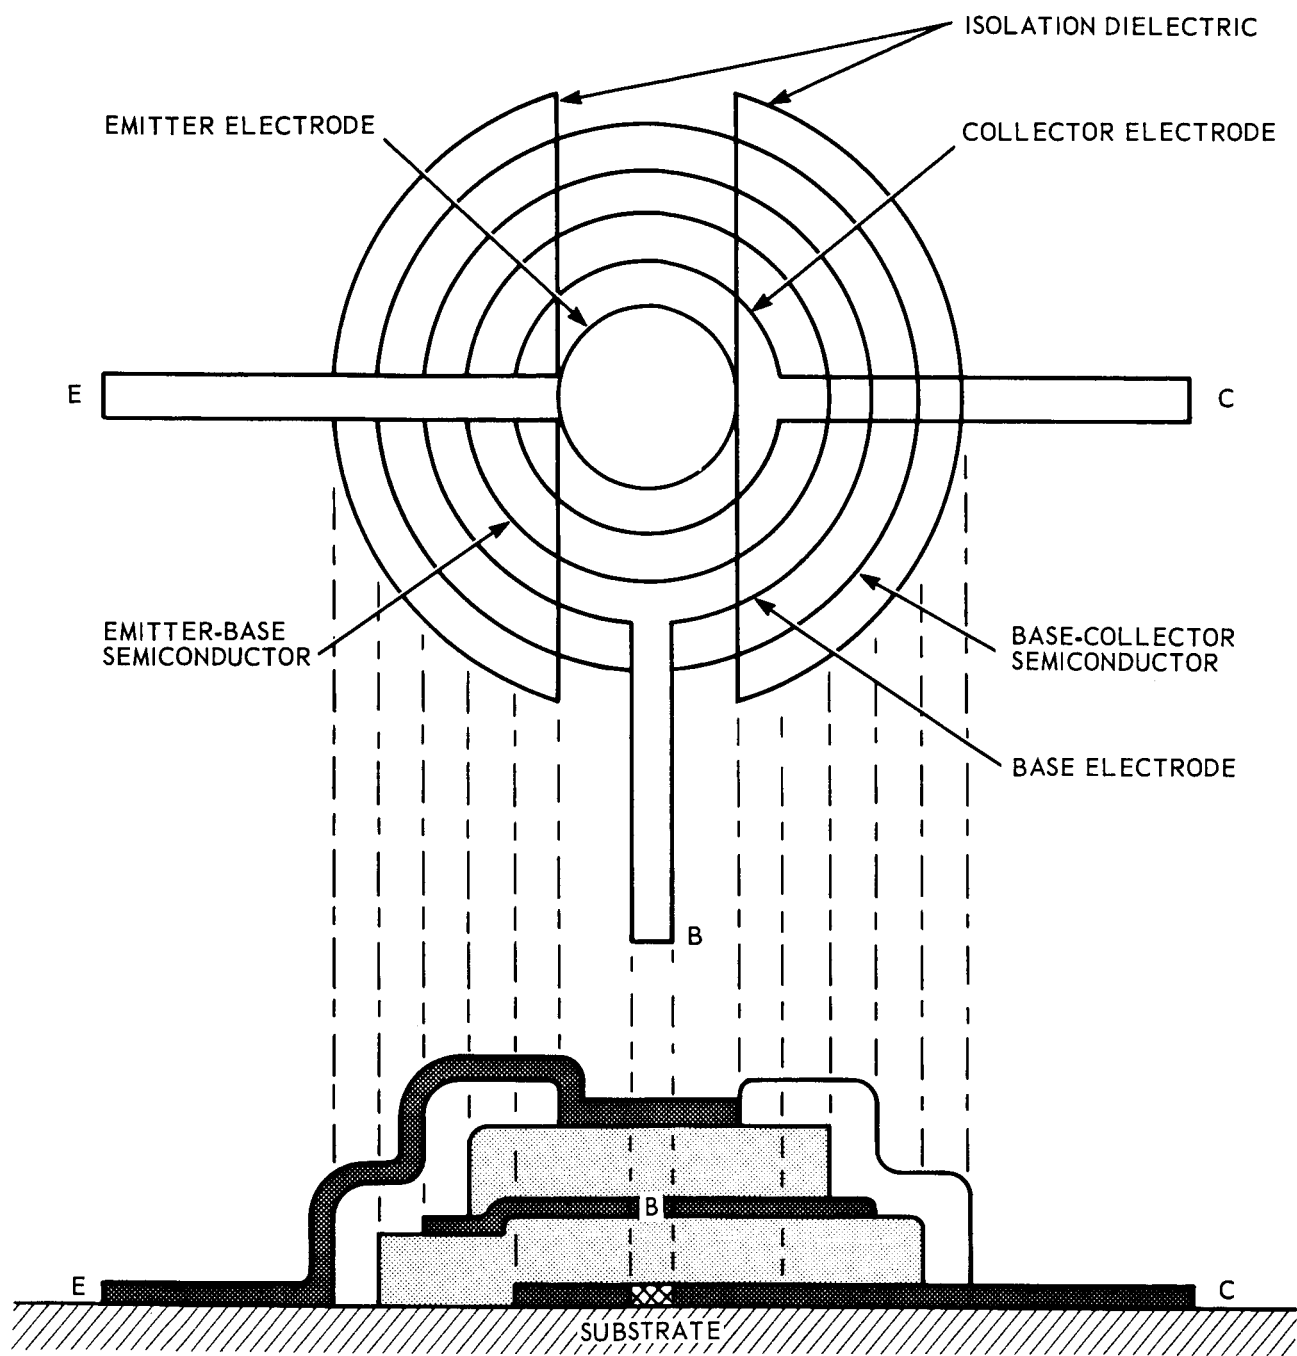 ISOLATION DIELECTRIC
EMITTER ELECTRODE
COLLECTOR ELECTRODE
E
C
EMITTER-BASE
SEMICONDUCTOR
BASE-COLLECTOR
SEMICONDUCTOR
BASE ELECTRODE
B
B
E
C
SUBSTRATE